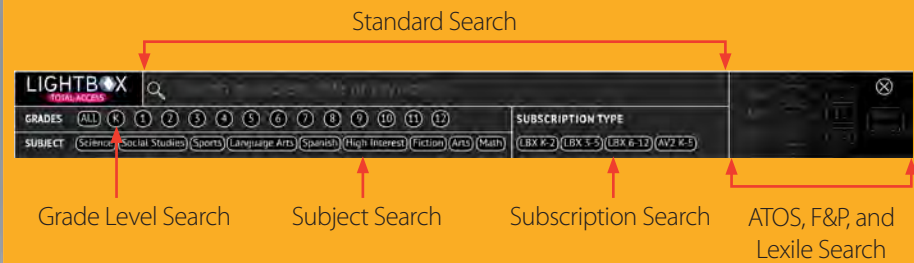 Standard Search
LIGHTBOX
TOTAL ACCESS
GRADES ALL K 1 2 3 4 5 6 7 8 9 10 11 12
SUBSCRIPTION TYPE
SUBJECT Science Social Studies Sports Language Arts Spanish High Interest Fiction Arts Math
LBX K-2 LBX 3-5 LBX 6-12 AV2 K-5
Grade Level Search
Subject Search
Subscription Search
ATOS, F&P, and
Lexile Search